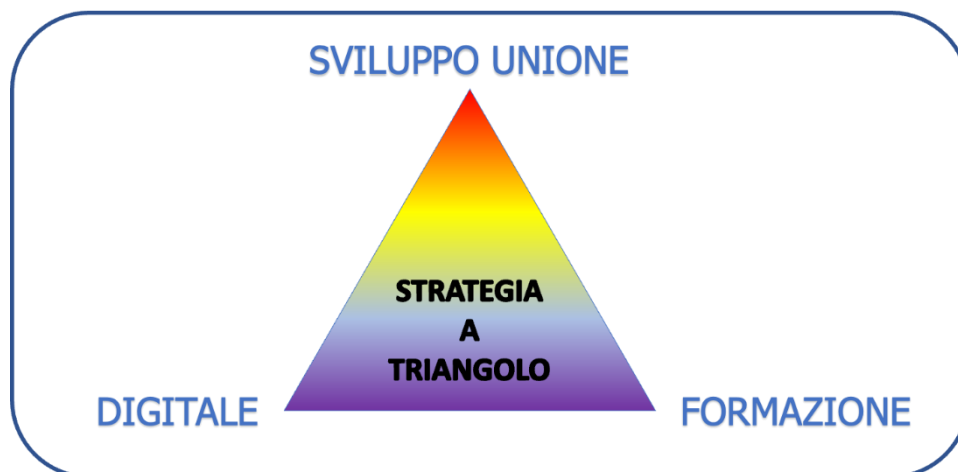 SVILUPPO UNIONE
STRATEGIA
A
TRIANGOLO
DIGITALE
FORMAZIONE